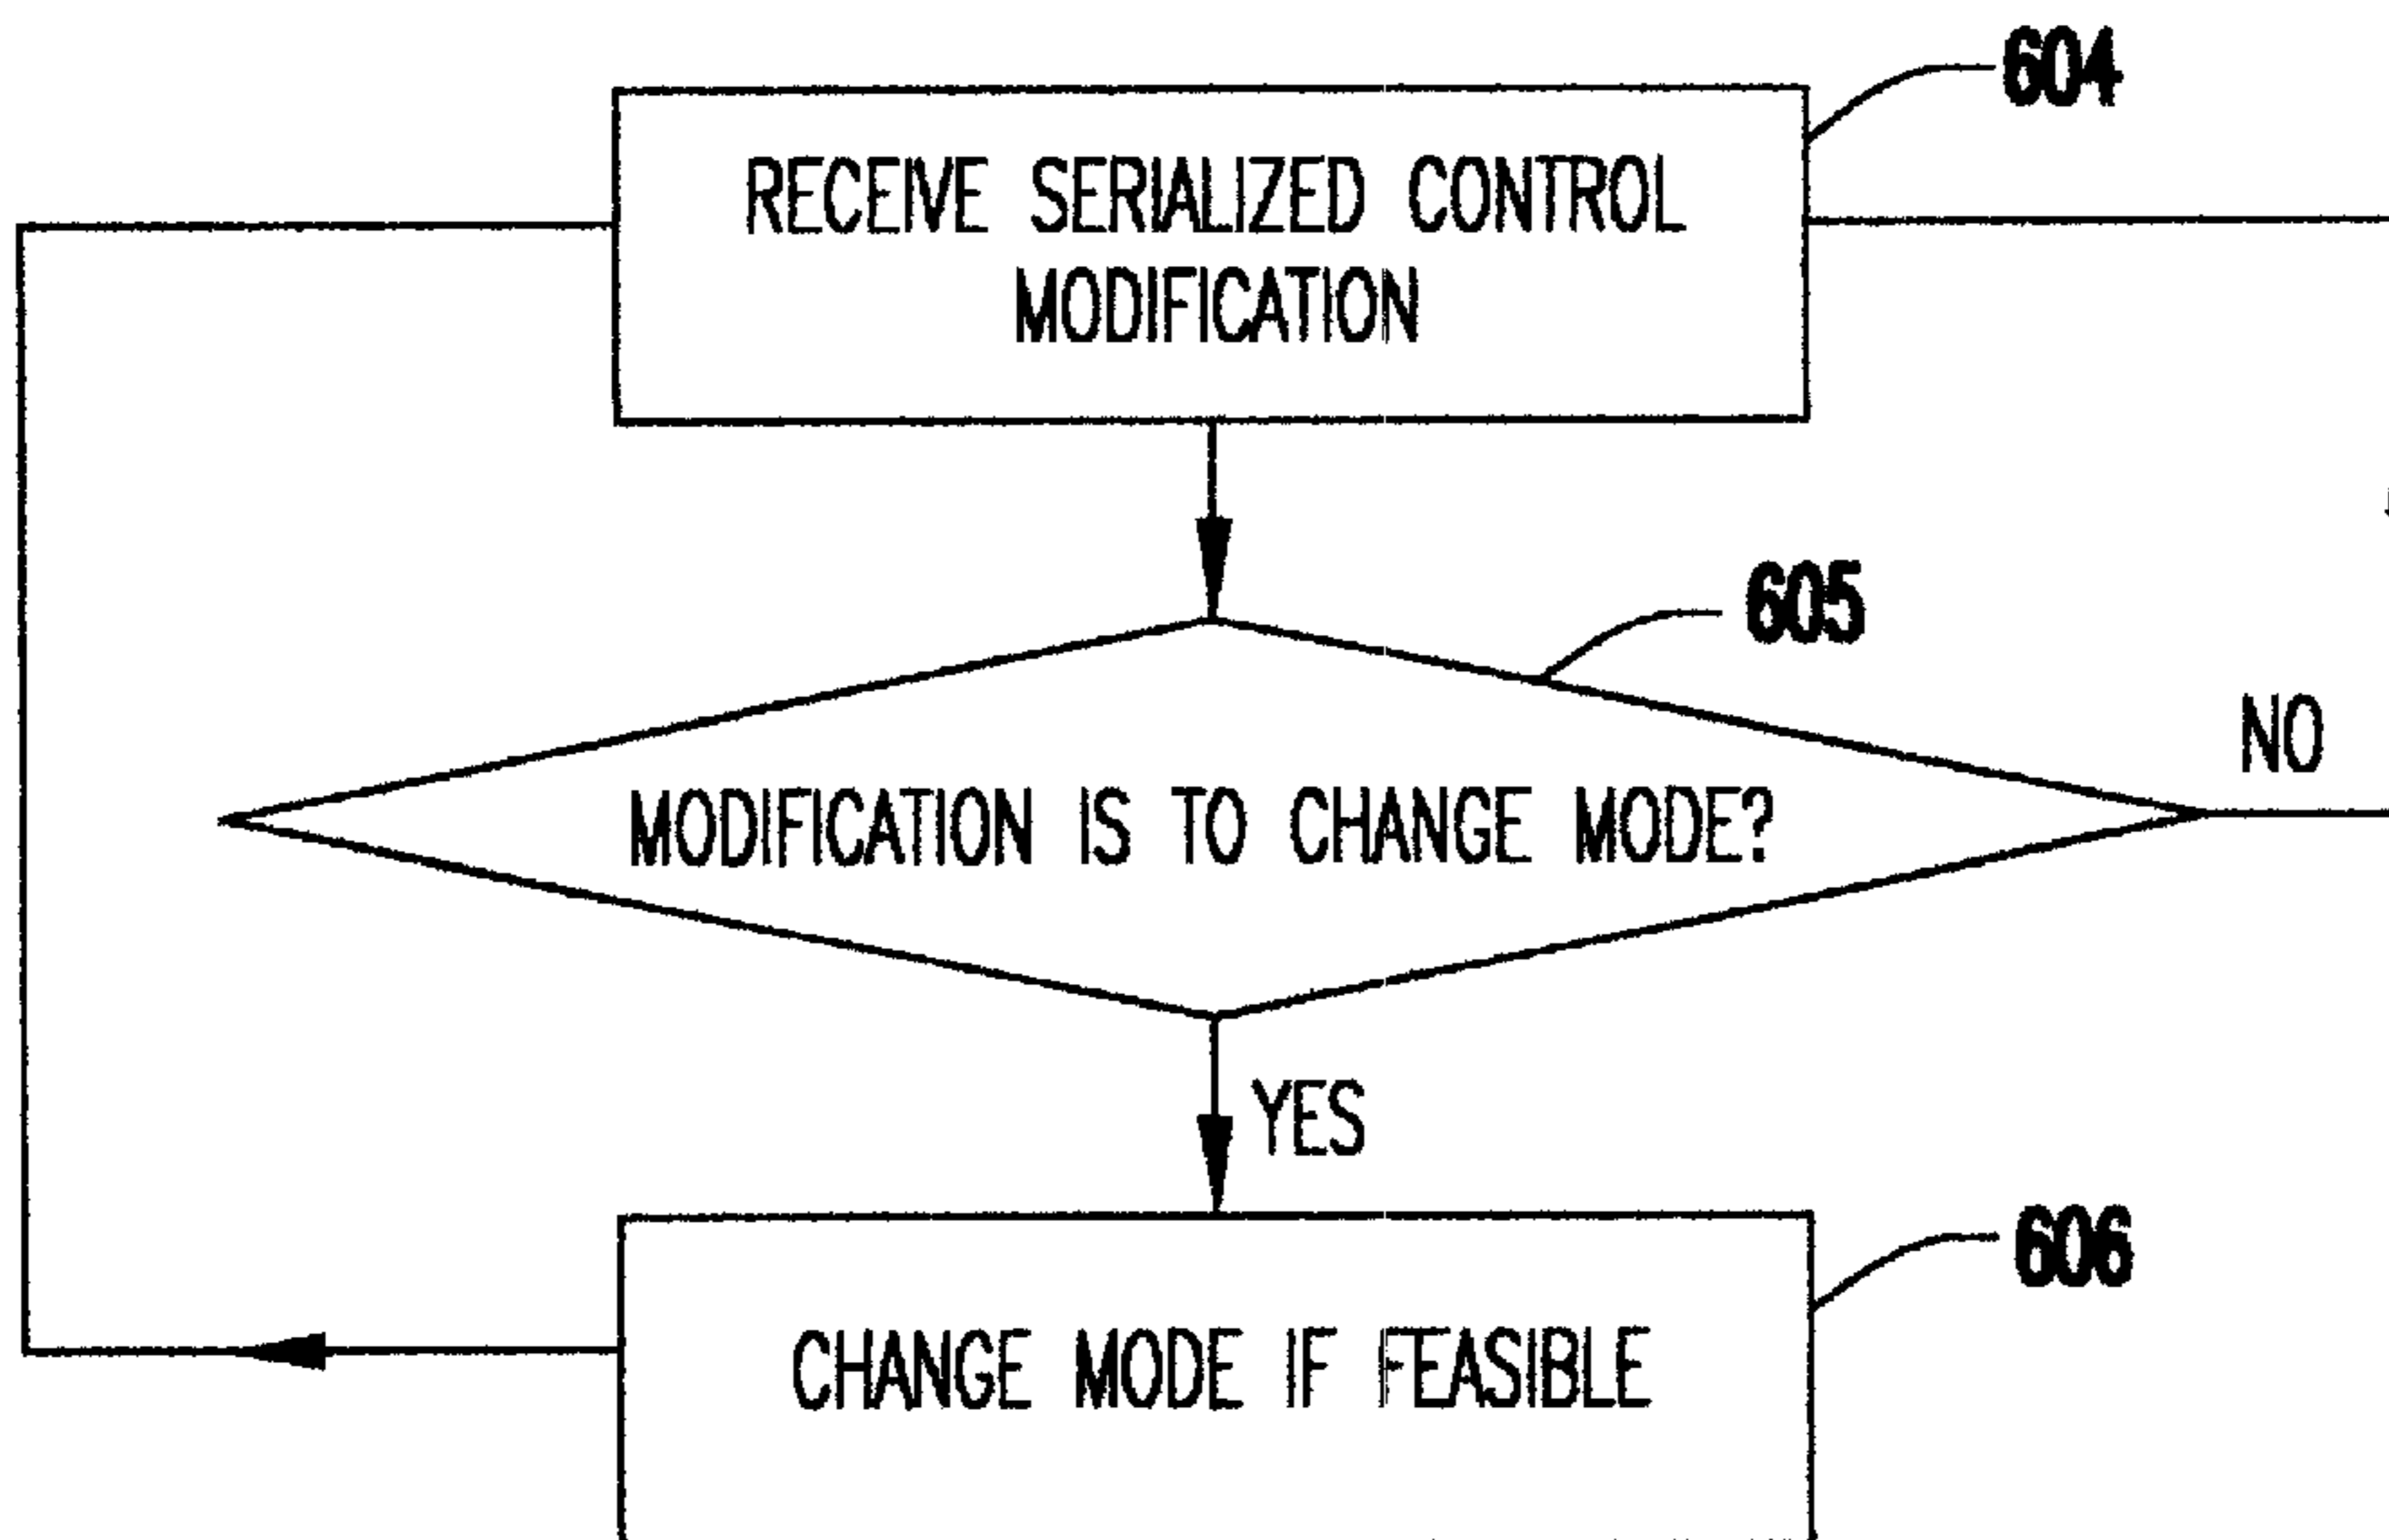 604
RECEIVE SERIALIZED CONTROL
MODIFICATION
605
NO
MODIFICATION IS TO CHANGE MODE?
YES
606
CHANGE MODE IF FEASIBLE